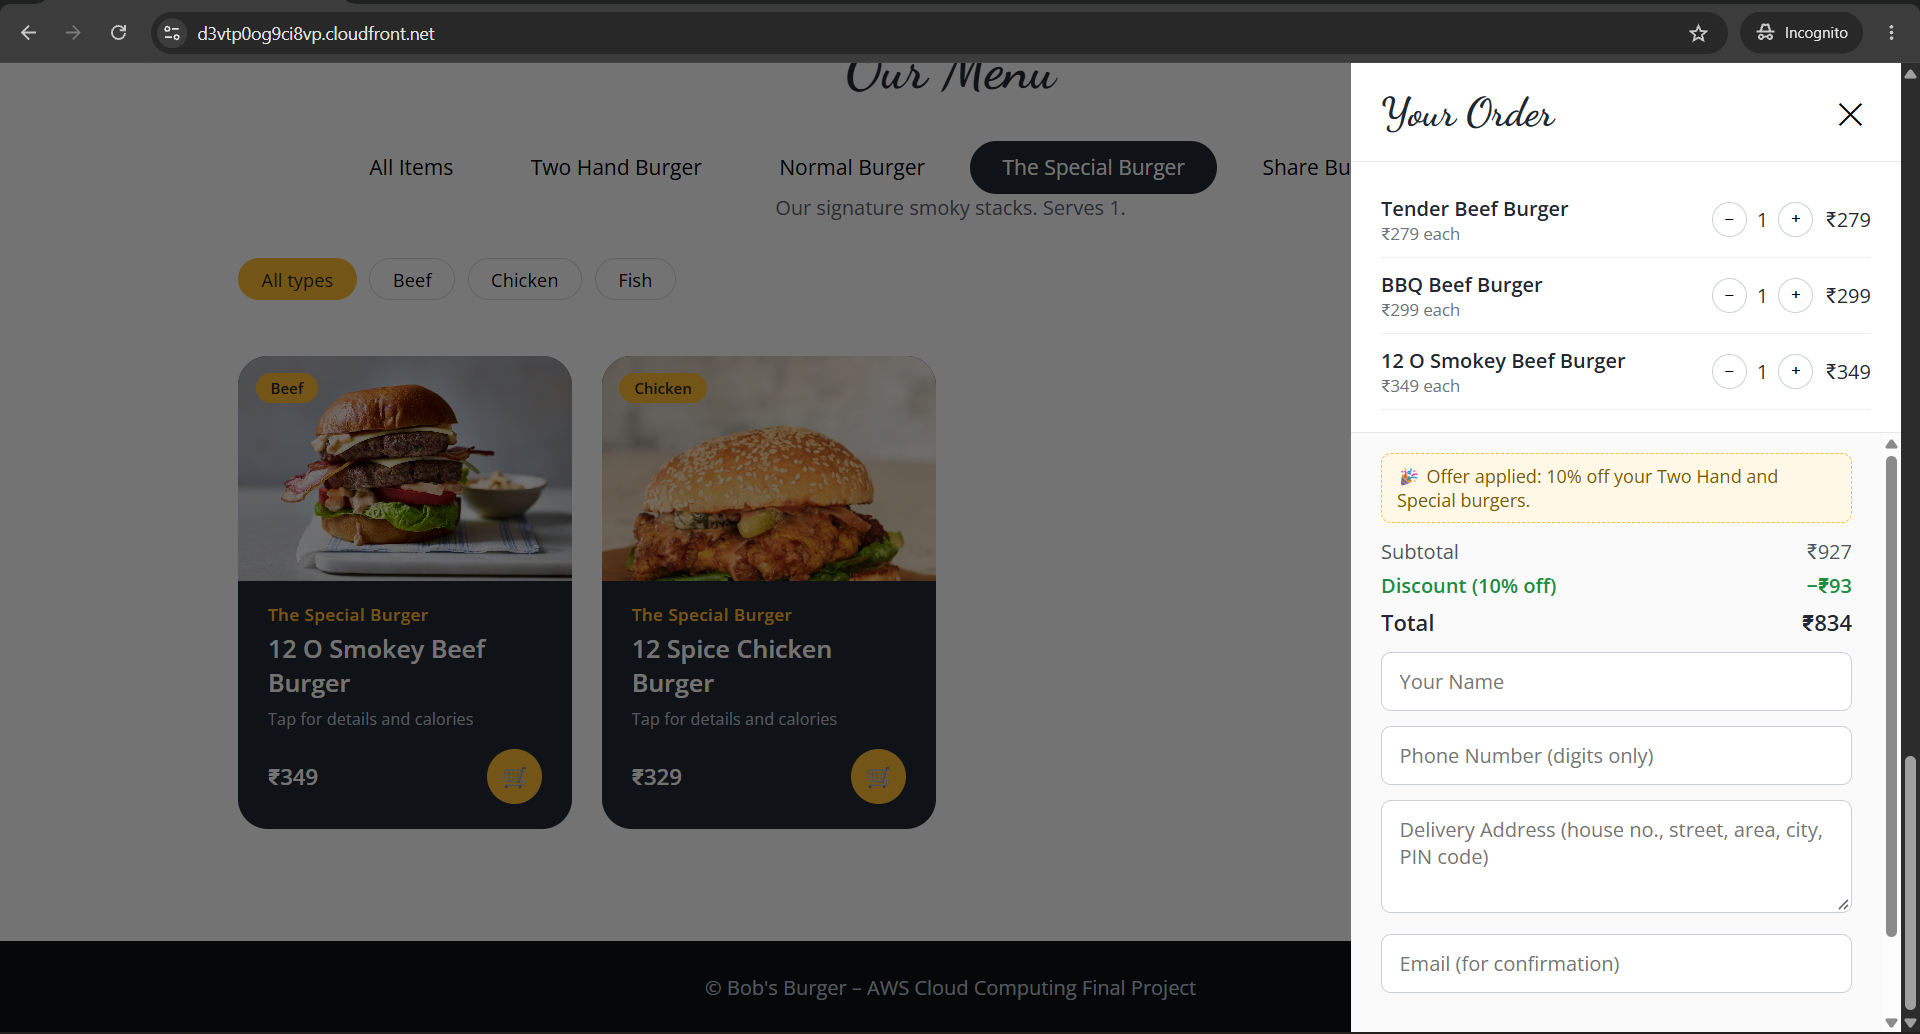 d3vtp0og9ci8vp.cloudfront.net
Incognito
Our Menu
All Items
Two Hand Burger
Normal Burger
The Special Burger
Share Bu
Our signature smoky stacks. Serves 1.
All types
Beef
Chicken
Fish
Beef
The Special Burger
12 O Smokey Beef
Burger
Tap for details and calories
₹349
Chicken
The Special Burger
12 Spice Chicken
Burger
Tap for details and calories
₹329
© Bob's Burger – AWS Cloud Computing Final Project
Your Order
Tender Beef Burger
₹279 each
− 1 + ₹279
BBQ Beef Burger
₹299 each
− 1 + ₹299
12 O Smokey Beef Burger
₹349 each
− 1 + ₹349
🎉 Offer applied: 10% off your Two Hand and
Special burgers.
Subtotal ₹927
Discount (10% off) −₹93
Total ₹834
Your Name
Phone Number (digits only)
Delivery Address (house no., street, area, city,
PIN code)
Email (for confirmation)